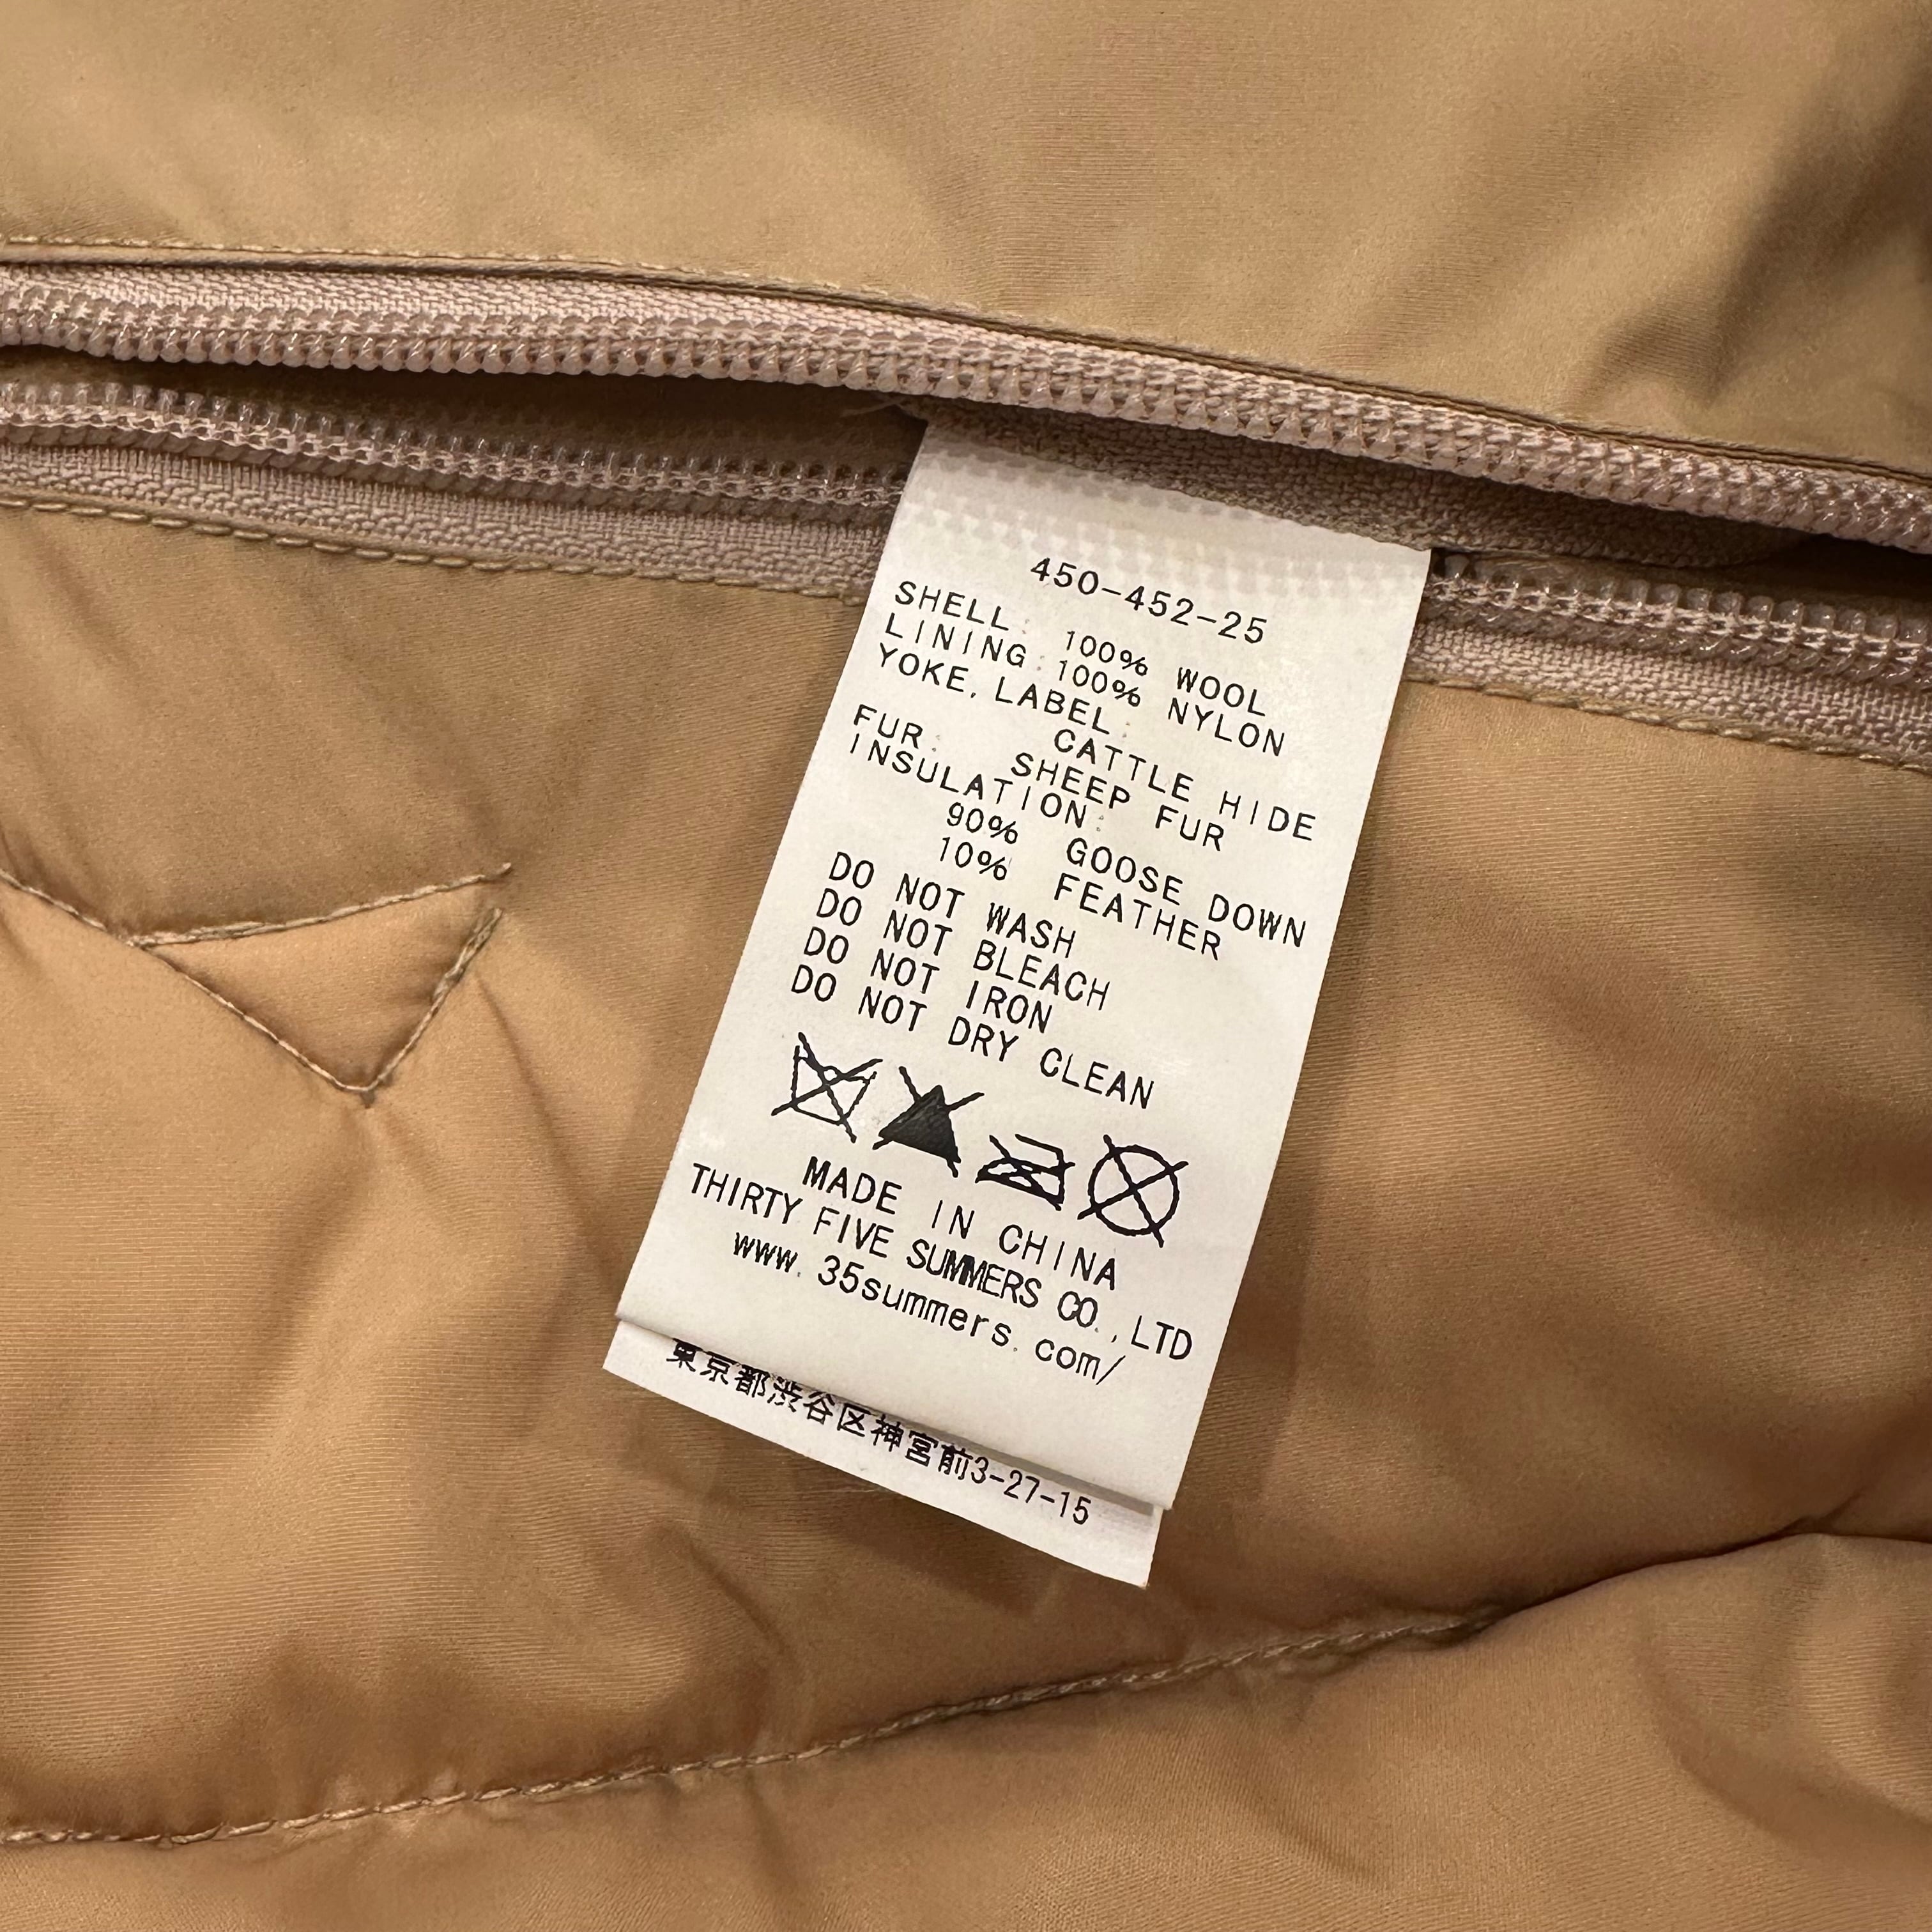 450-452-25
SHELL: 100% WOOL
LINING: 100% NYLON
YOKE, LABEL:
CATTLE HIDE
FUR: SHEEP FUR
INSULATION:
90% GOOSE DOWN
10% FEATHER
DO NOT WASH
DO NOT BLEACH
DO NOT IRON
DO NOT DRY CLEAN
MADE IN CHINA
THIRTY FIVE SUMMERS CO.,LTD
www.35summers.com/
東京都渋谷区神宮前3-27-15